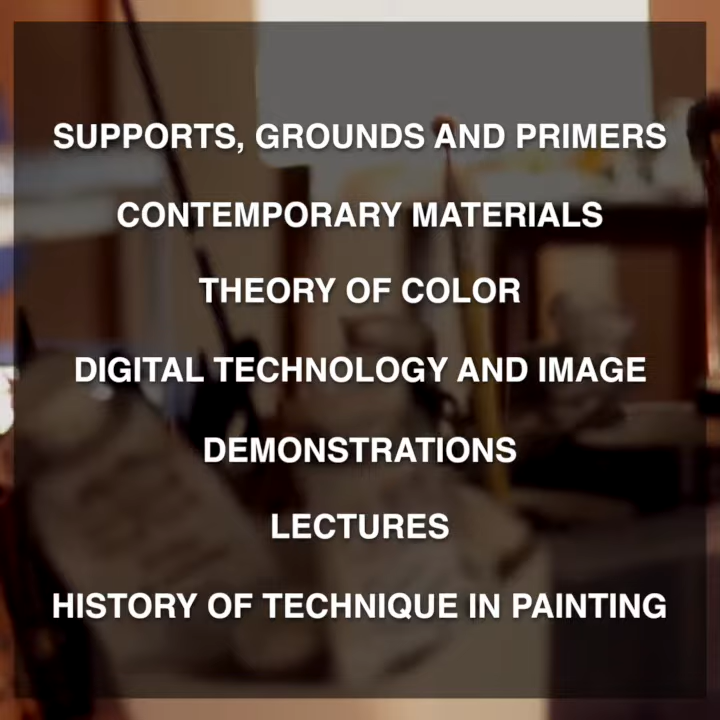 SUPPORTS, GROUNDS AND PRIMERS
CONTEMPORARY MATERIALS
THEORY OF COLOR
DIGITAL TECHNOLOGY AND IMAGE
DEMONSTRATIONS
LECTURES
HISTORY OF TECHNIQUE IN PAINTING